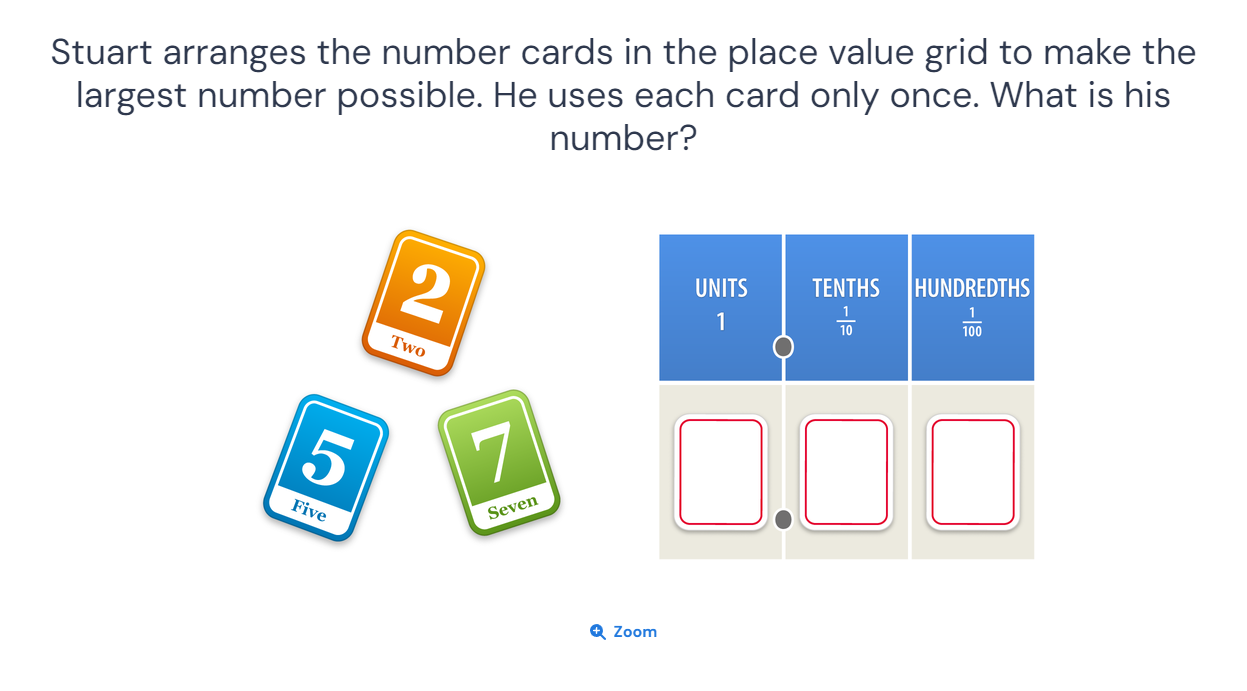 Stuart arranges the number cards in the place value grid to make the
largest number possible. He uses each card only once. What is his
number?
2
Two
5
Five
7
Seven
UNITS TENTHS HUNDREDTHS
1 1/10 1/100
Zoom